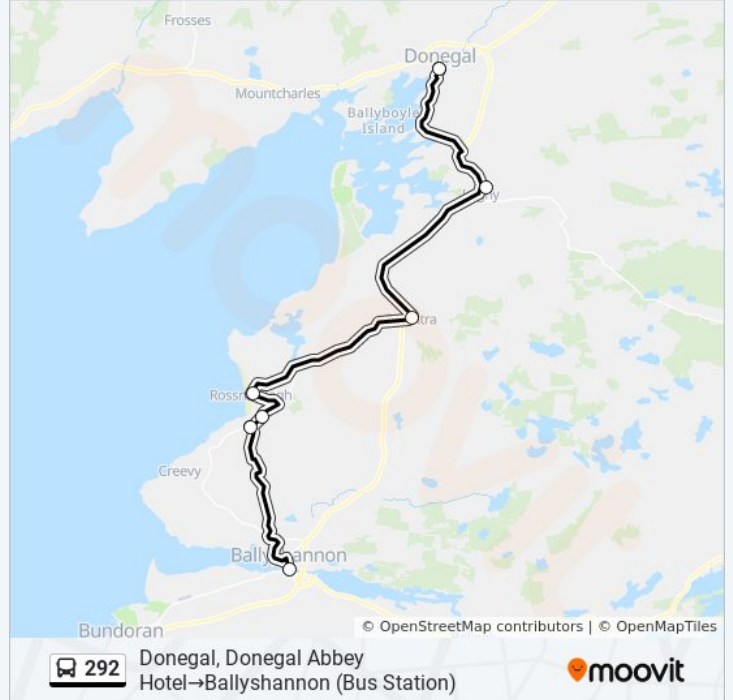 Frosses
Donegal
Mountcharles
Ballyboyle
Island
Creevy
Bundoran
© OpenStreetMap contributors | © OpenMapTiles
292
Donegal, Donegal Abbey
Hotel→Ballyshannon (Bus Station)
moovit